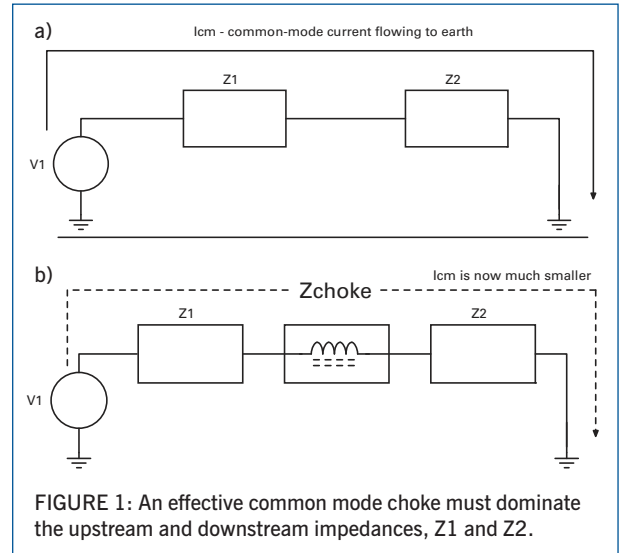 a)
Icm - common-mode current flowing to earth
Z1
Z2
V1
b)
Icm is now much smaller
Zchoke
Z1
Z2
V1
FIGURE 1: An effective common mode choke must dominate
the upstream and downstream impedances, Z1 and Z2.